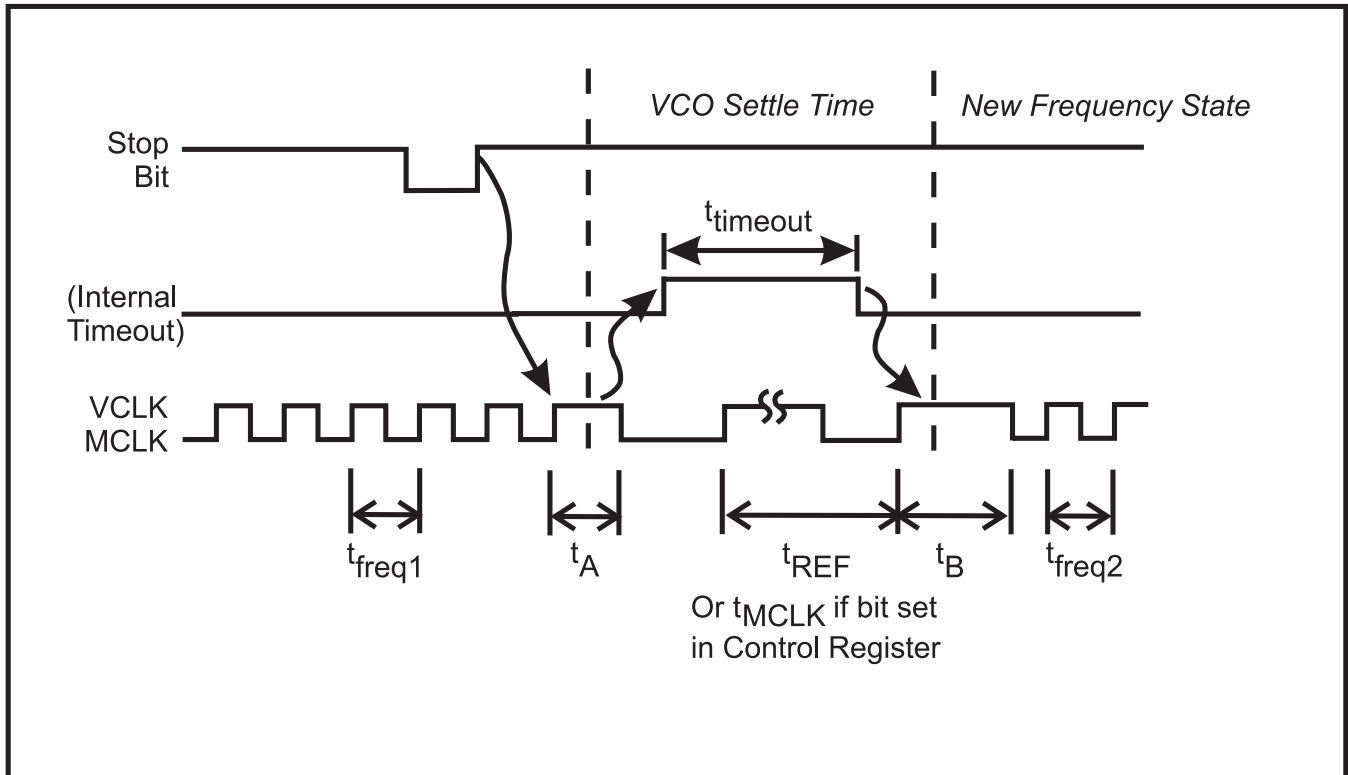 VCO Settle Time
New Frequency State
Stop
Bit
ttimeout
(Internal
Timeout)
VCLK
MCLK
tfreq1
tA
tREF
tB
tfreq2
Or tMCLK if bit set
in Control Register